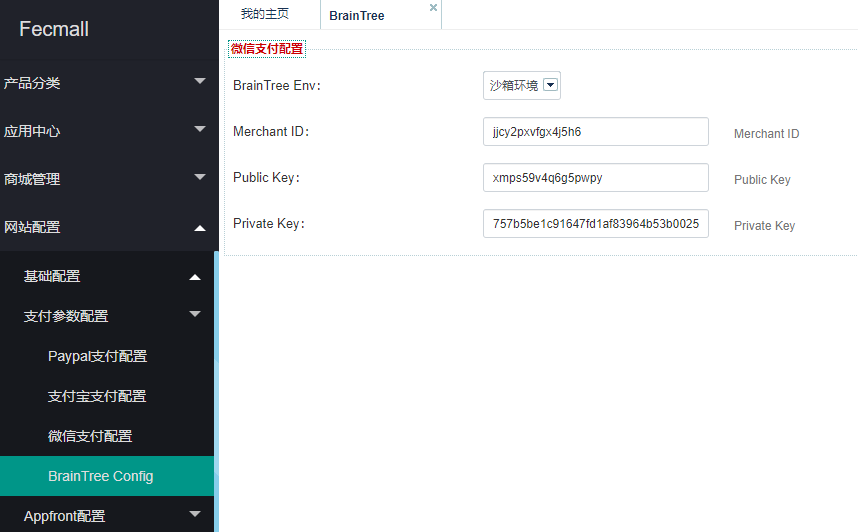 Fecmall
产品分类
应用中心
商城管理
网站配置
基础配置
支付参数配置
Paypal支付配置
支付宝支付配置
微信支付配置
BrainTree Config
Appfront配置
我的主页
BrainTree
微信支付配置
BrainTree Env：
沙箱环境
Merchant ID：
jjcy2pxvfgx4j5h6
Merchant ID
Public Key：
xmps59v4q6g5pwpy
Public Key
Private Key：
757b5be1c91647fd1af83964b53b0025
Private Key